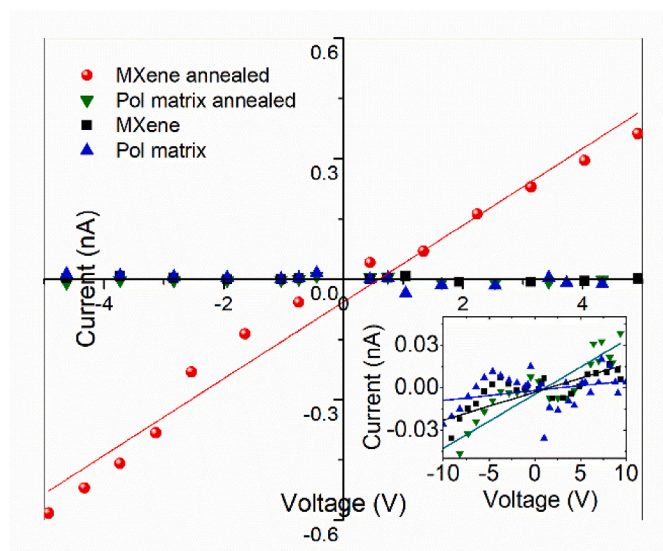 0.6
MXene annealed
Pol matrix annealed
MXene
Pol matrix
0.3
Current (nA)
0.0
-4 -2 0 2 4
-0.3
Voltage (V)
-0.6
Current (nA)
0.03
0.00
-0.03
-10 -5 0 5 10
Voltage (V)